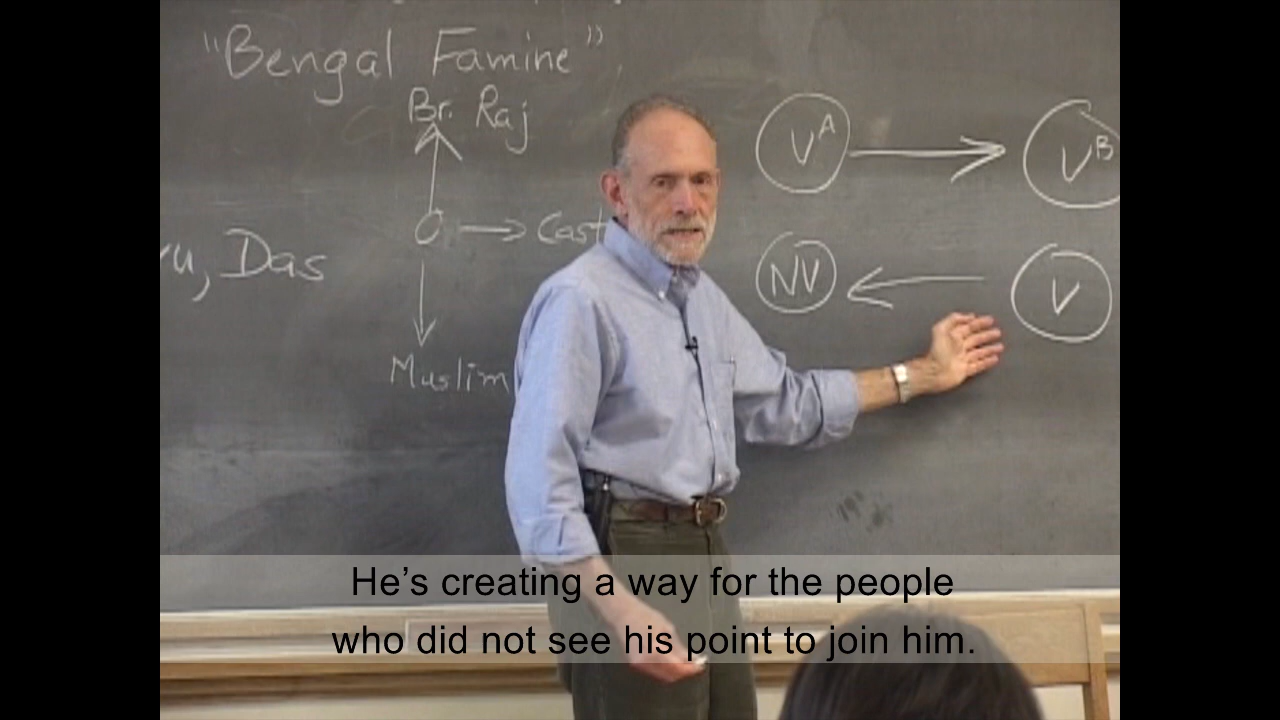 "Bengal Famine"
Br. Raj
O → Cast
u, Das
Muslim
V^A → V^B
NV ← V
He's creating a way for the people
who did not see his point to join him.